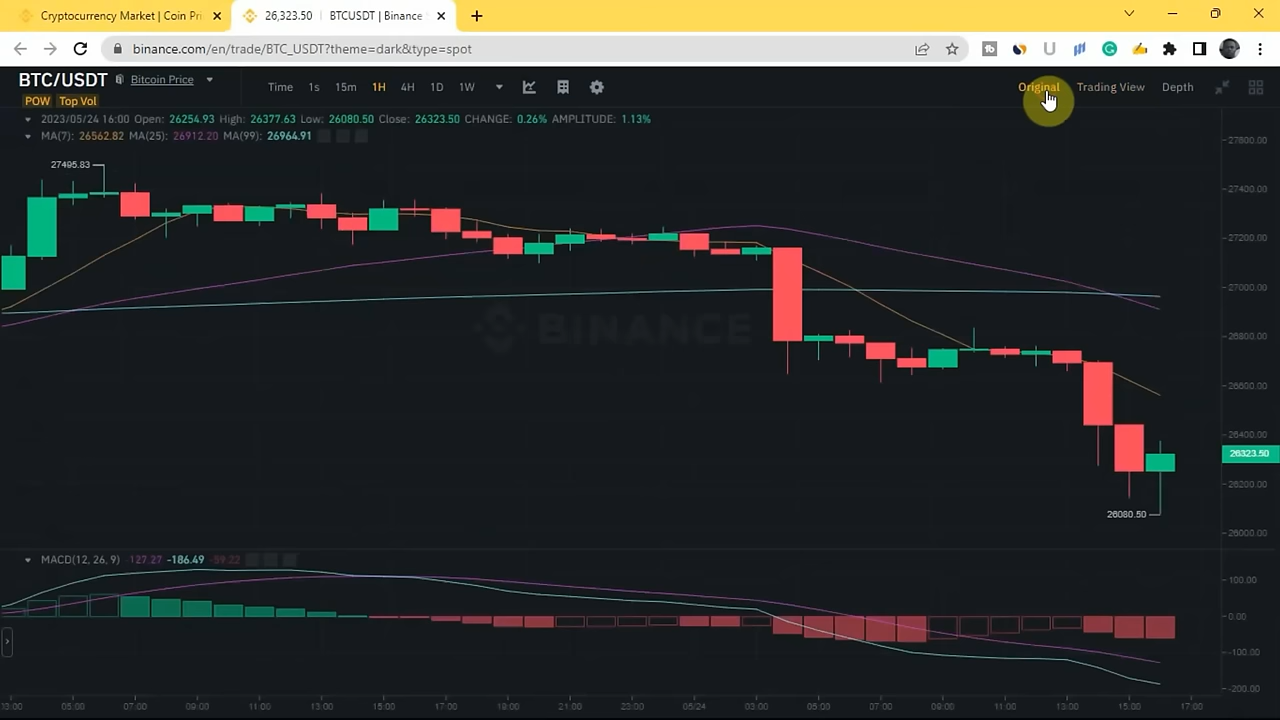 Cryptocurrency Market | Coin Pri
26,323.50 | BTCUSDT | Binance
binance.com/en/trade/BTC_USDT?theme=dark&type=spot
BTC/USDT Bitcoin Price
POW Top Vol
Time 1s 15m 1H 4H 1D 1W
Original Trading View Depth
2023/05/24 16:00 Open: 26254.93 High: 26377.63 Low: 26080.50 Close: 26323.50 CHANGE: 0.26% AMPLITUDE: 1.13%
MA(7): 26562.82 MA(25): 26912.20 MA(99): 26964.91
27495.83
27800.00
27400.00
27200.00
27000.00
26800.00
26600.00
26400.00
26323.50
26200.00
26000.00
BINANCE
26080.50
MACD(12, 26, 9) -127.27 -186.49 -59.22
100.00
0.00
-100.00
-200.00
03:00 05:00 07:00 09:00 11:00 13:00 15:00 17:00 19:00 21:00 23:00 05/24 03:00 05:00 07:00 09:00 11:00 13:00 15:00 17:00